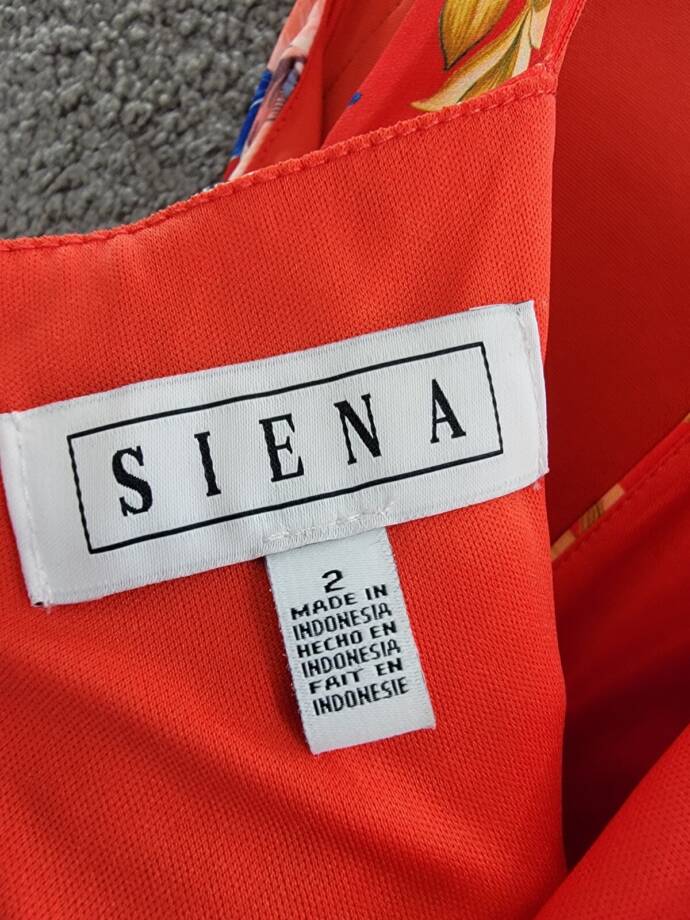 SIENA
2
MADE IN
INDONESIA
HECHO EN
INDONESIA
FAIT EN
INDONESIE